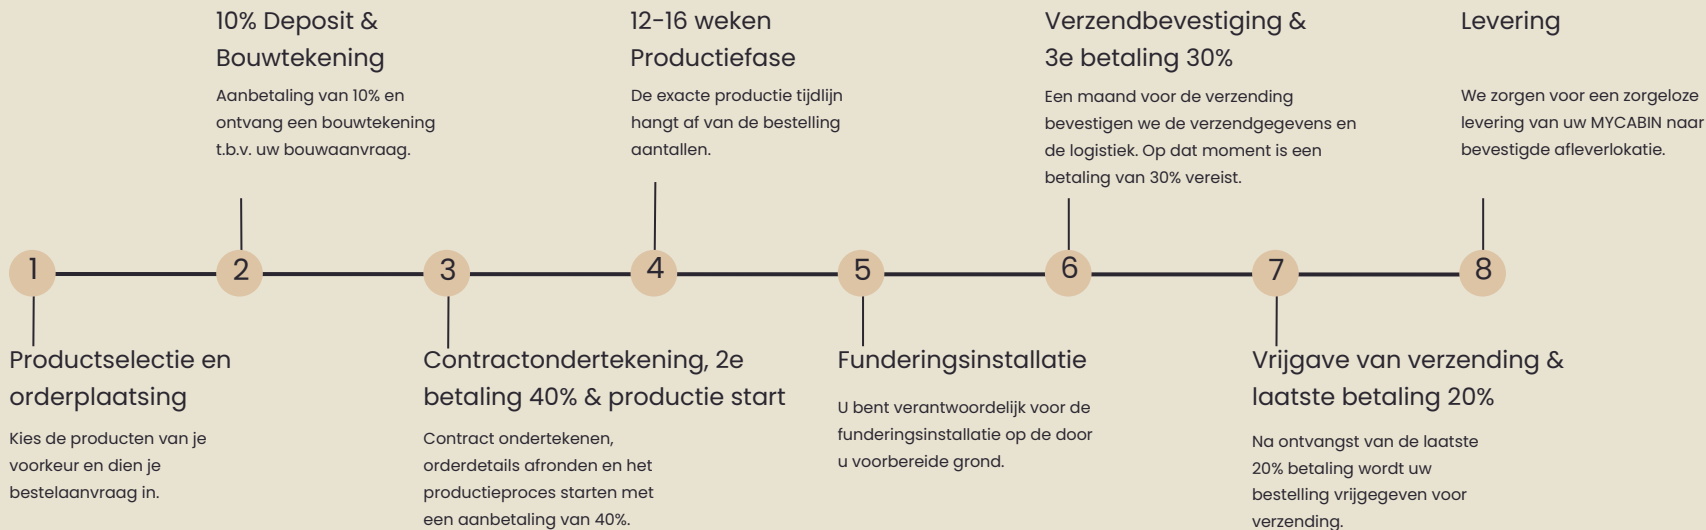 10% Deposit &
Bouwtekening
Aanbetaling van 10% en
ontvang een bouwtekening
t.b.v. uw bouwaanvraag.
12-16 weken
Productiefase
De exacte productie tijdlijn
hangt af van de bestelling
aantallen.
Verzendbevestiging &
3e betaling 30%
Een maand voor de verzending
bevestigen we de verzendgegevens en
de logistiek. Op dat moment is een
betaling van 30% vereist.
Levering
We zorgen voor een zorgeloze
levering van uw MYCABIN naar
bevestigde afleverlokatie.
1
2
3
4
5
6
7
8
Productselectie en
orderplaatsing
Kies de producten van je
voorkeur en dien je
bestelaanvraag in.
Contractondertekening, 2e
betaling 40% & productie start
Contract ondertekenen,
orderdetails afronden en het
productieproces starten met
een aanbetaling van 40%.
Funderingsinstallatie
U bent verantwoordelijk voor de
funderingsinstallatie op de door
u voorbereide grond.
Vrijgave van verzending &
laatste betaling 20%
Na ontvangst van de laatste
20% betaling wordt uw
bestelling vrijgegeven voor
verzending.